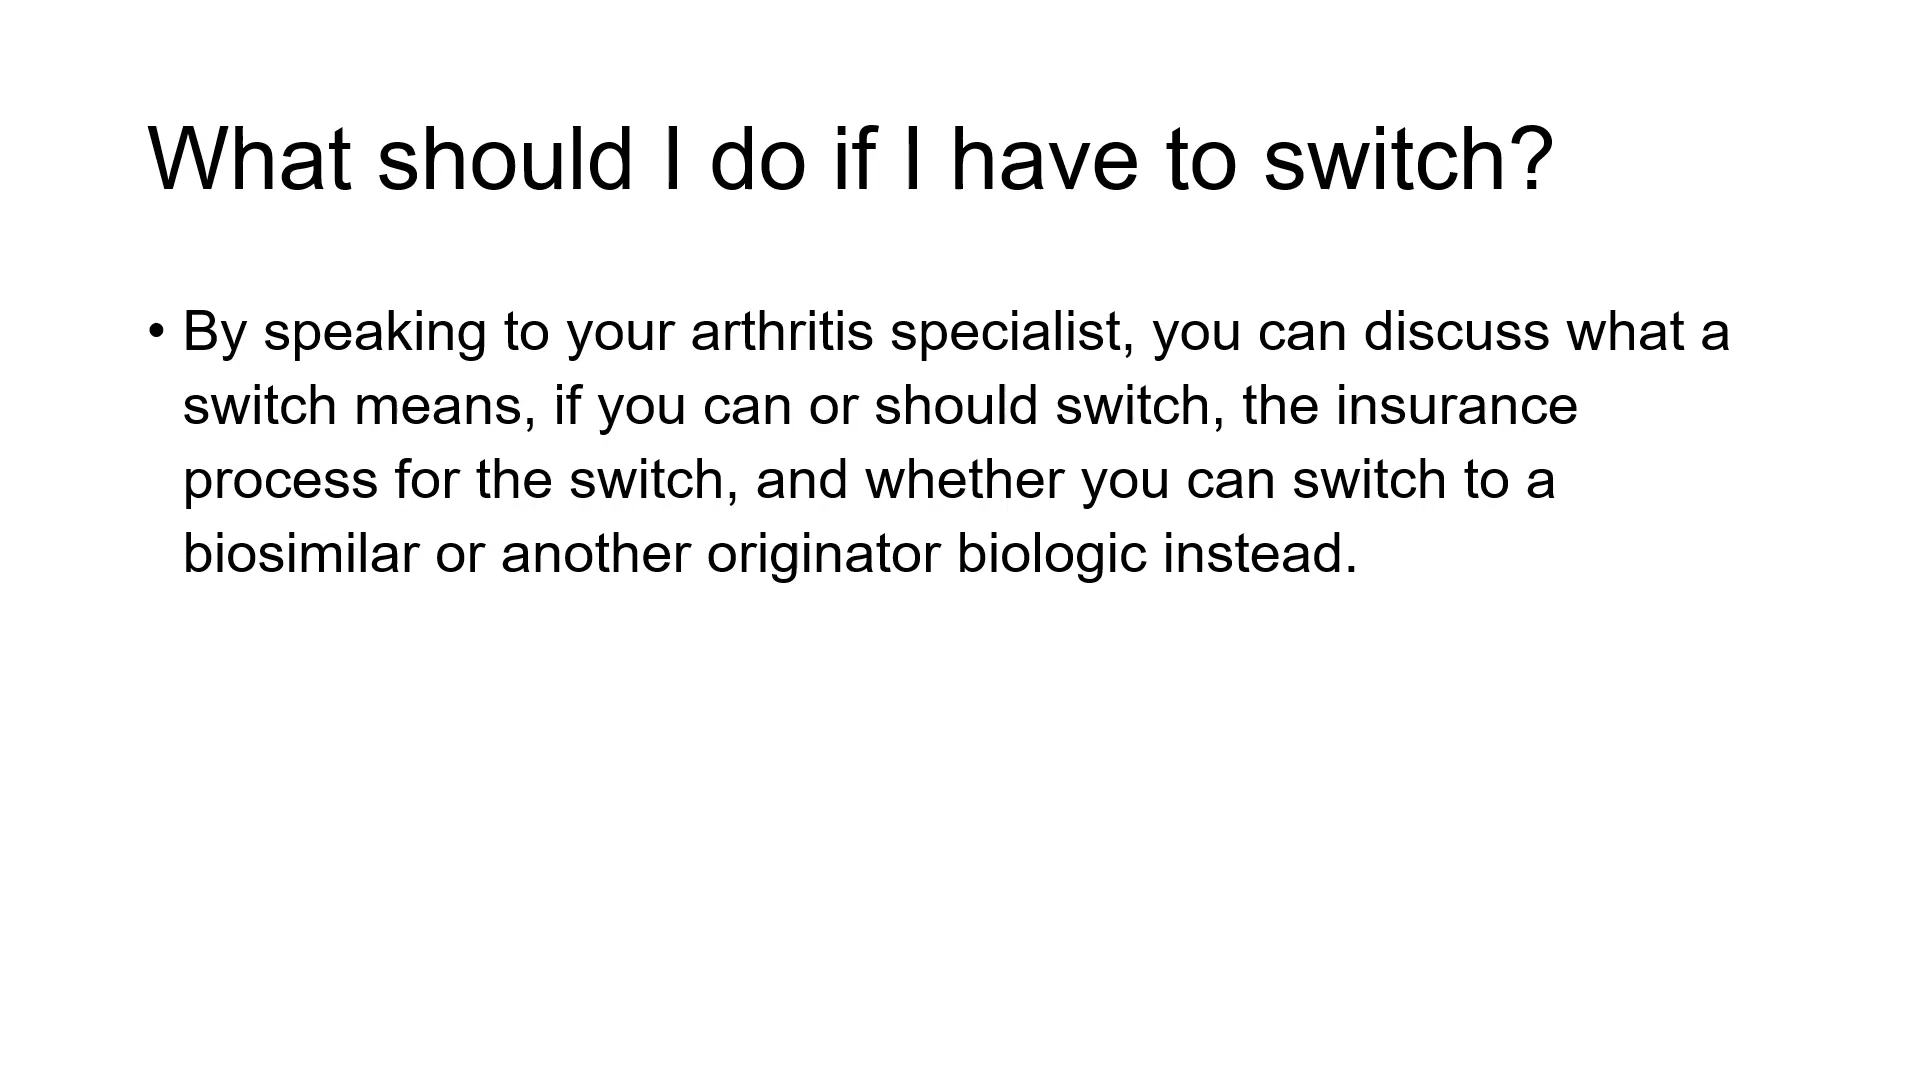 What should I do if I have to switch?
• By speaking to your arthritis specialist, you can discuss what a
switch means, if you can or should switch, the insurance
process for the switch, and whether you can switch to a
biosimilar or another originator biologic instead.